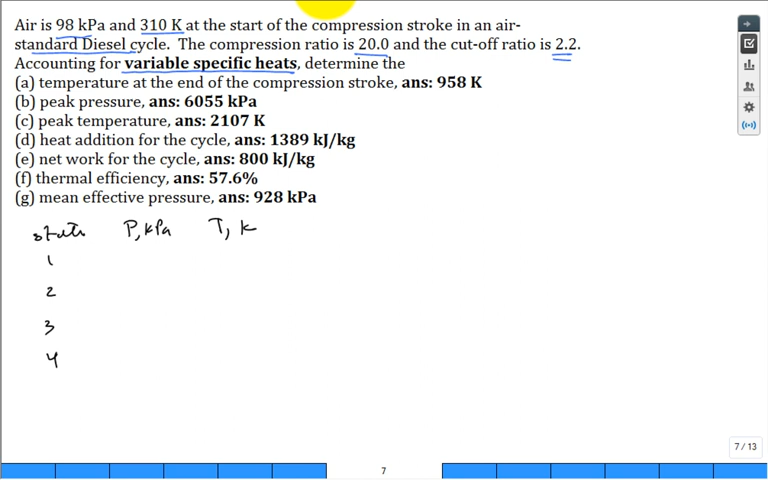 Air is 98 kPa and 310 K at the start of the compression stroke in an air-
standard Diesel cycle. The compression ratio is 20.0 and the cut-off ratio is 2.2.
Accounting for variable specific heats, determine the
(a) temperature at the end of the compression stroke, ans: 958 K
(b) peak pressure, ans: 6055 kPa
(c) peak temperature, ans: 2107 K
(d) heat addition for the cycle, ans: 1389 kJ/kg
(e) net work for the cycle, ans: 800 kJ/kg
(f) thermal efficiency, ans: 57.6%
(g) mean effective pressure, ans: 928 kPa
state P, kPa T, K
1
2
3
4
7 / 13
7